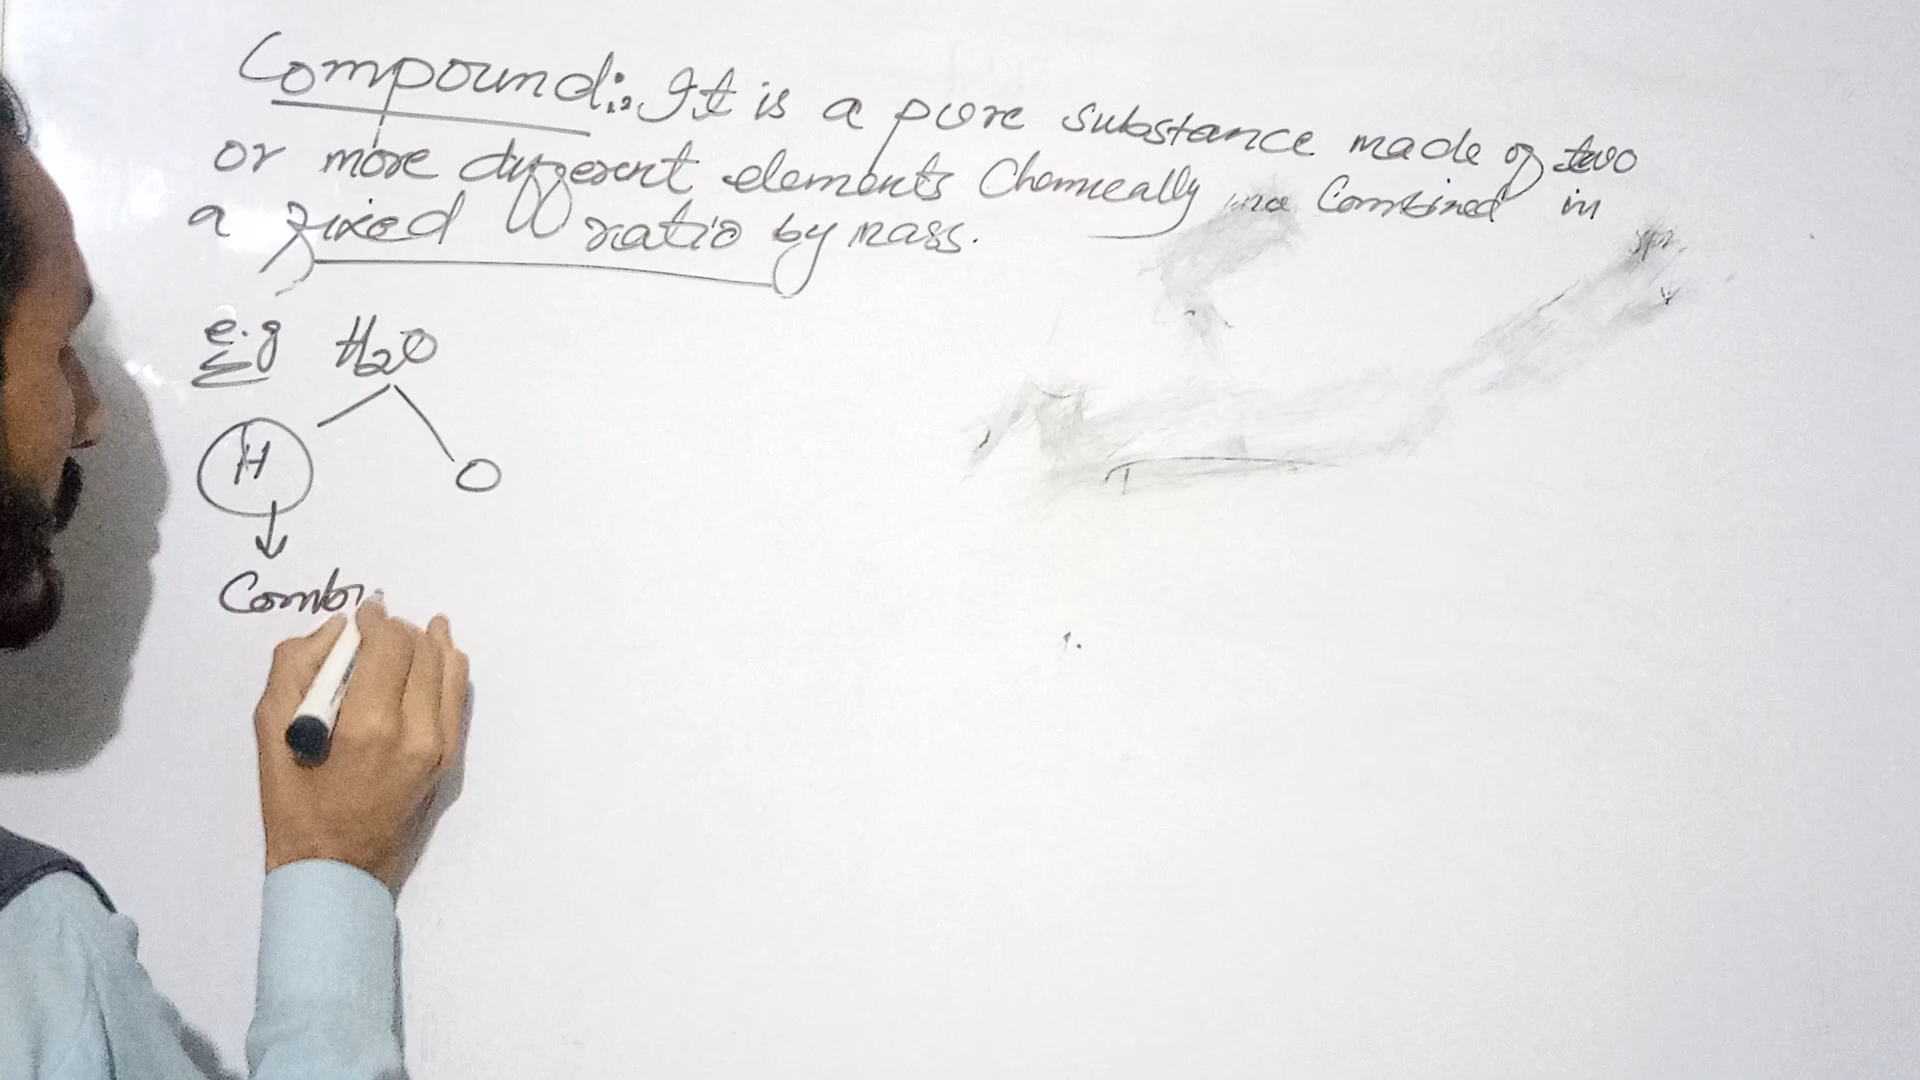 Compound:. It is a pure substance made of two
or more different elements Chemically Combined in
a fixed ratio by mass.
e.g H₂O
H O
Combi